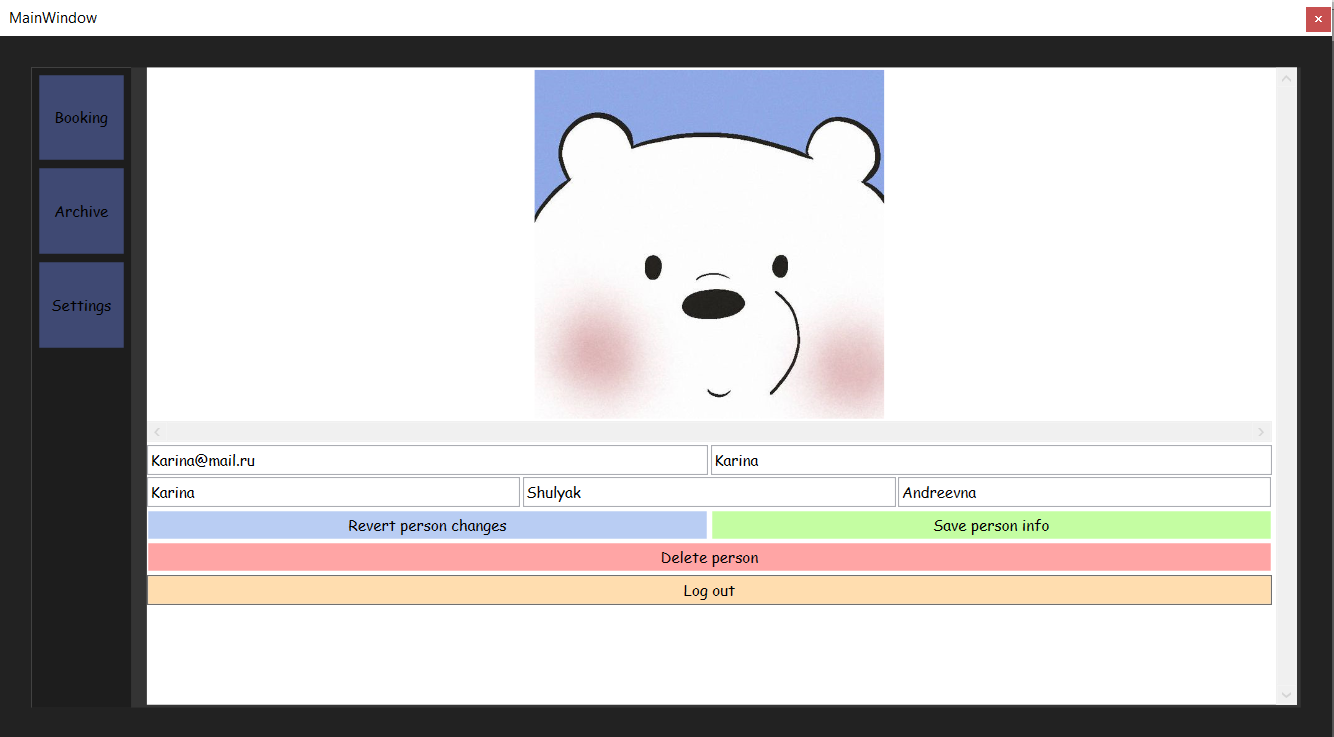 MainWindow
Booking
Archive
Settings
Karina@mail.ru Karina
Karina Shulyak Andreevna
Revert person changes Save person info
Delete person
Log out